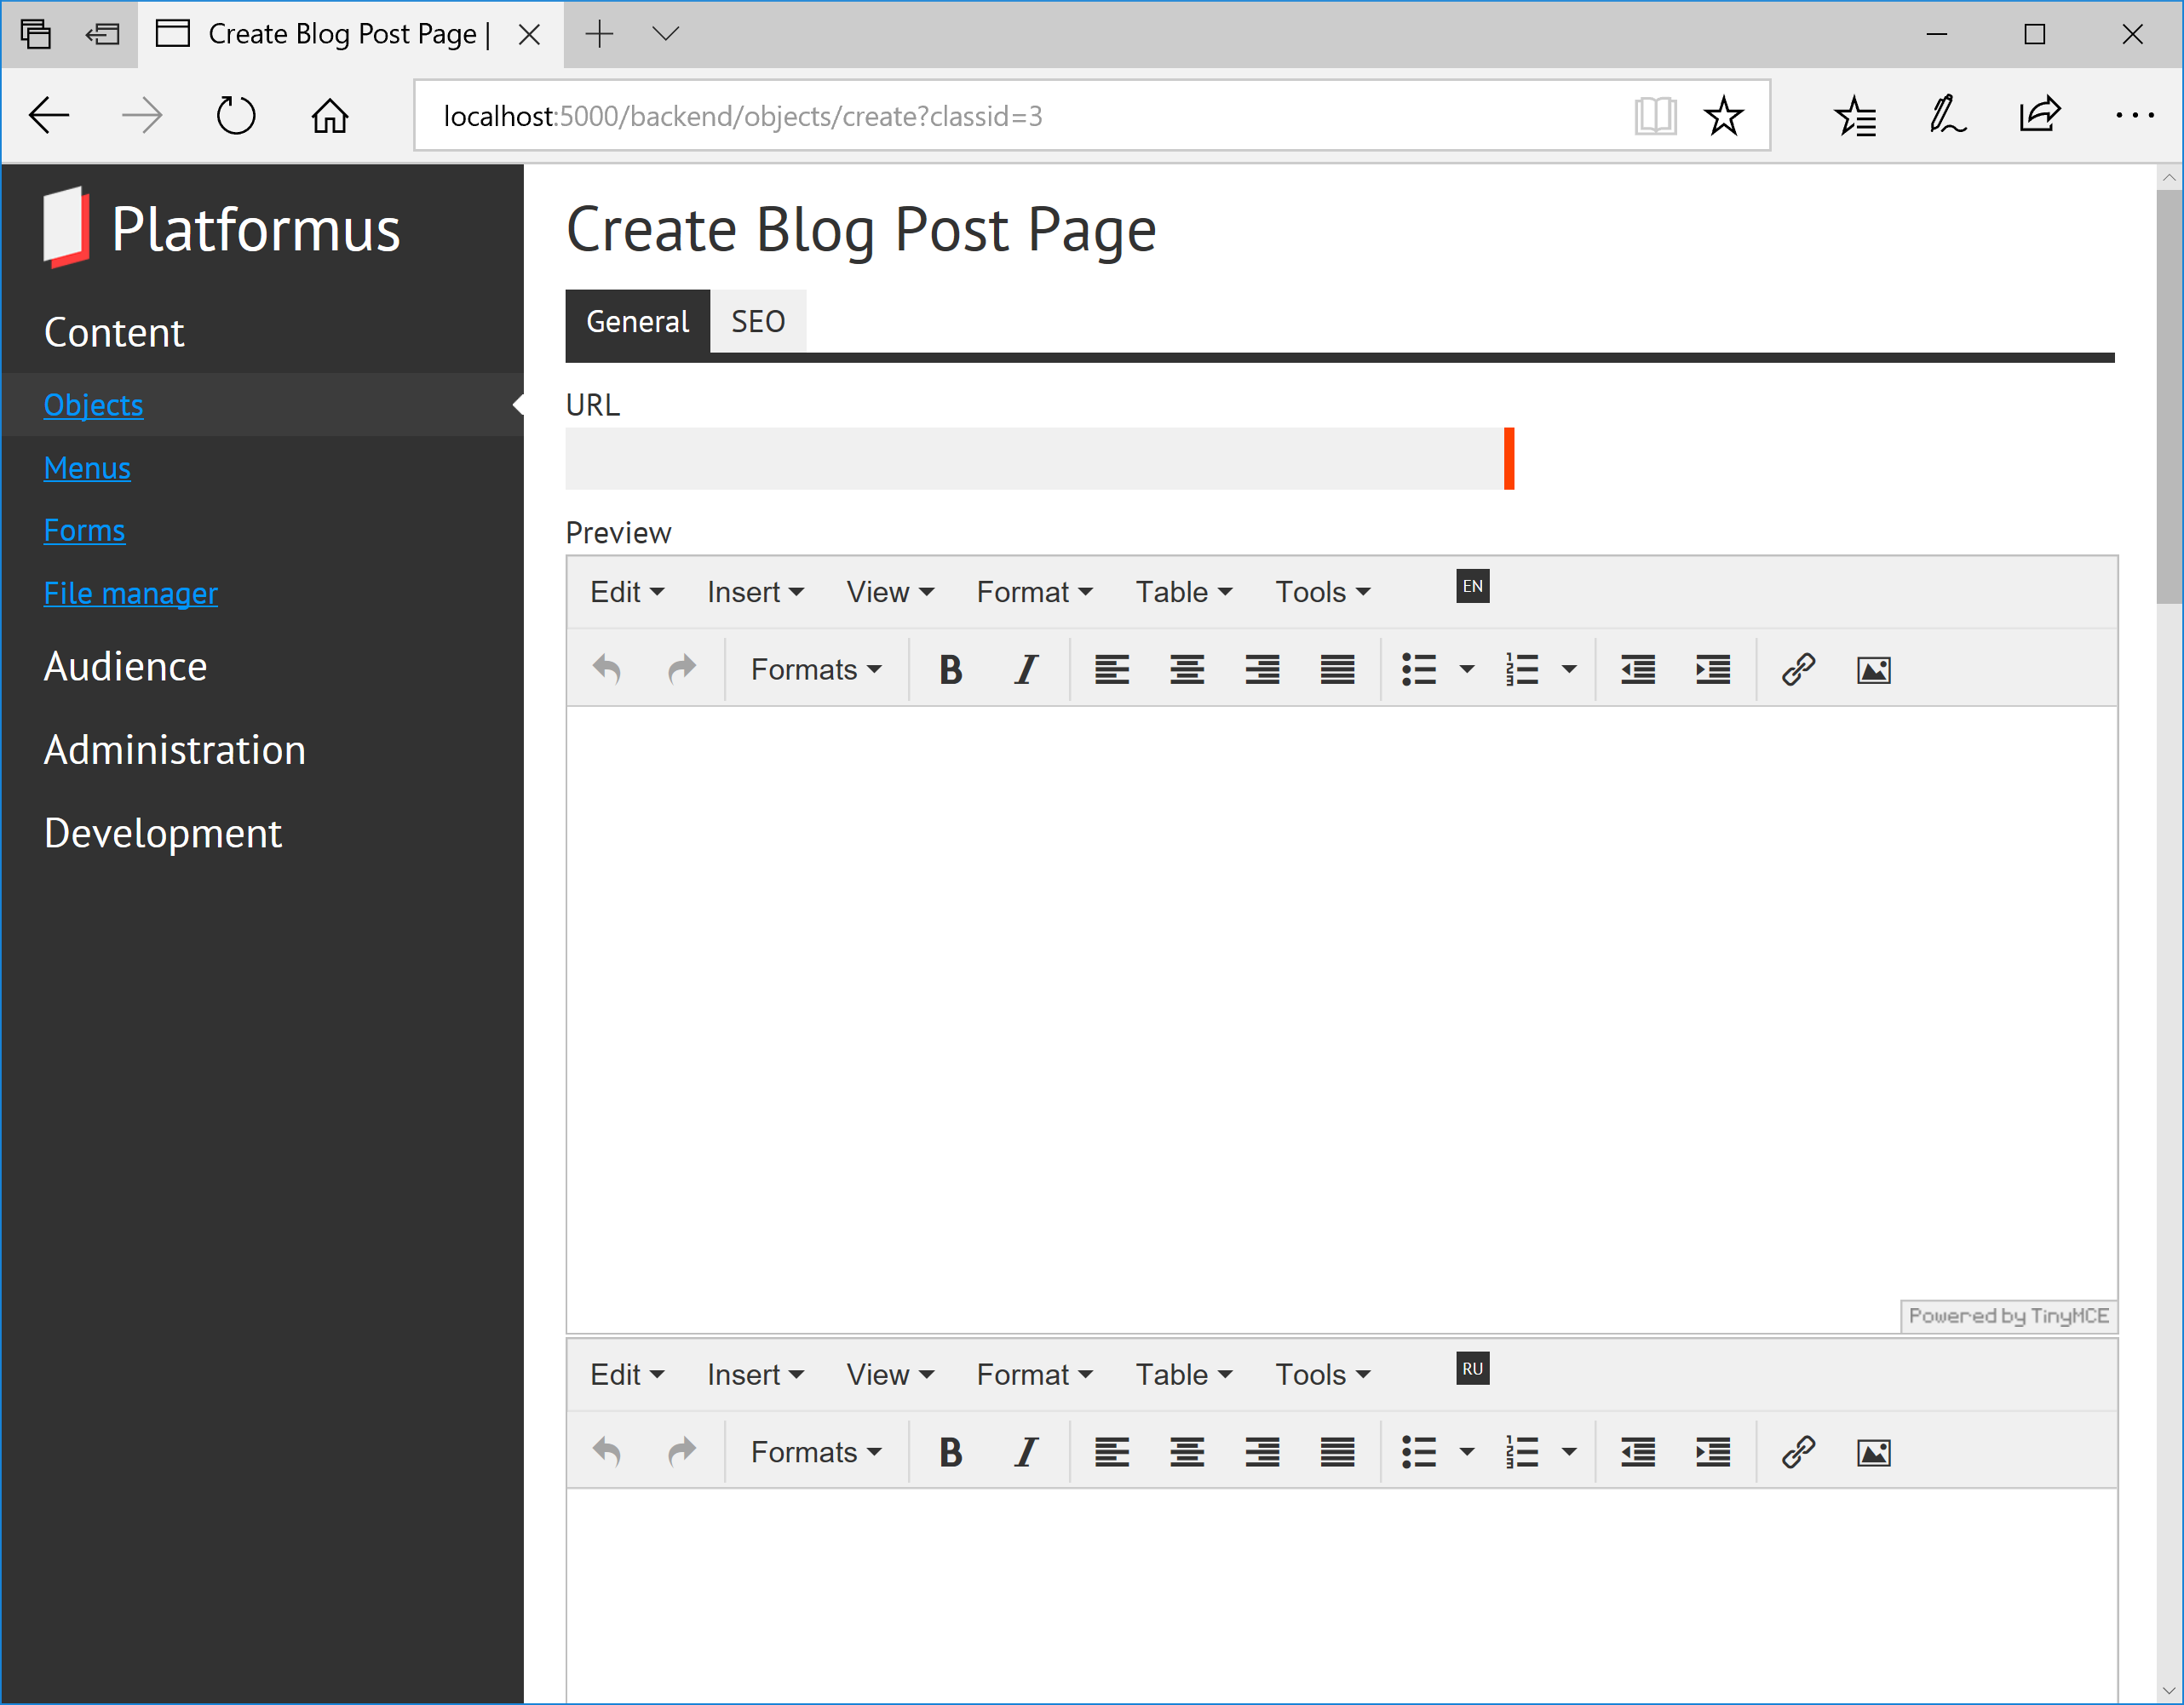 Create Blog Post Page |
localhost:5000/backend/objects/create?classid=3
Platformus
Content
Objects
Menus
Forms
File manager
Audience
Administration
Development
Create Blog Post Page
General SEO
URL
Preview
Edit Insert View Format Table Tools EN
Formats B I
Powered by TinyMCE
Edit Insert View Format Table Tools RU
Formats B I